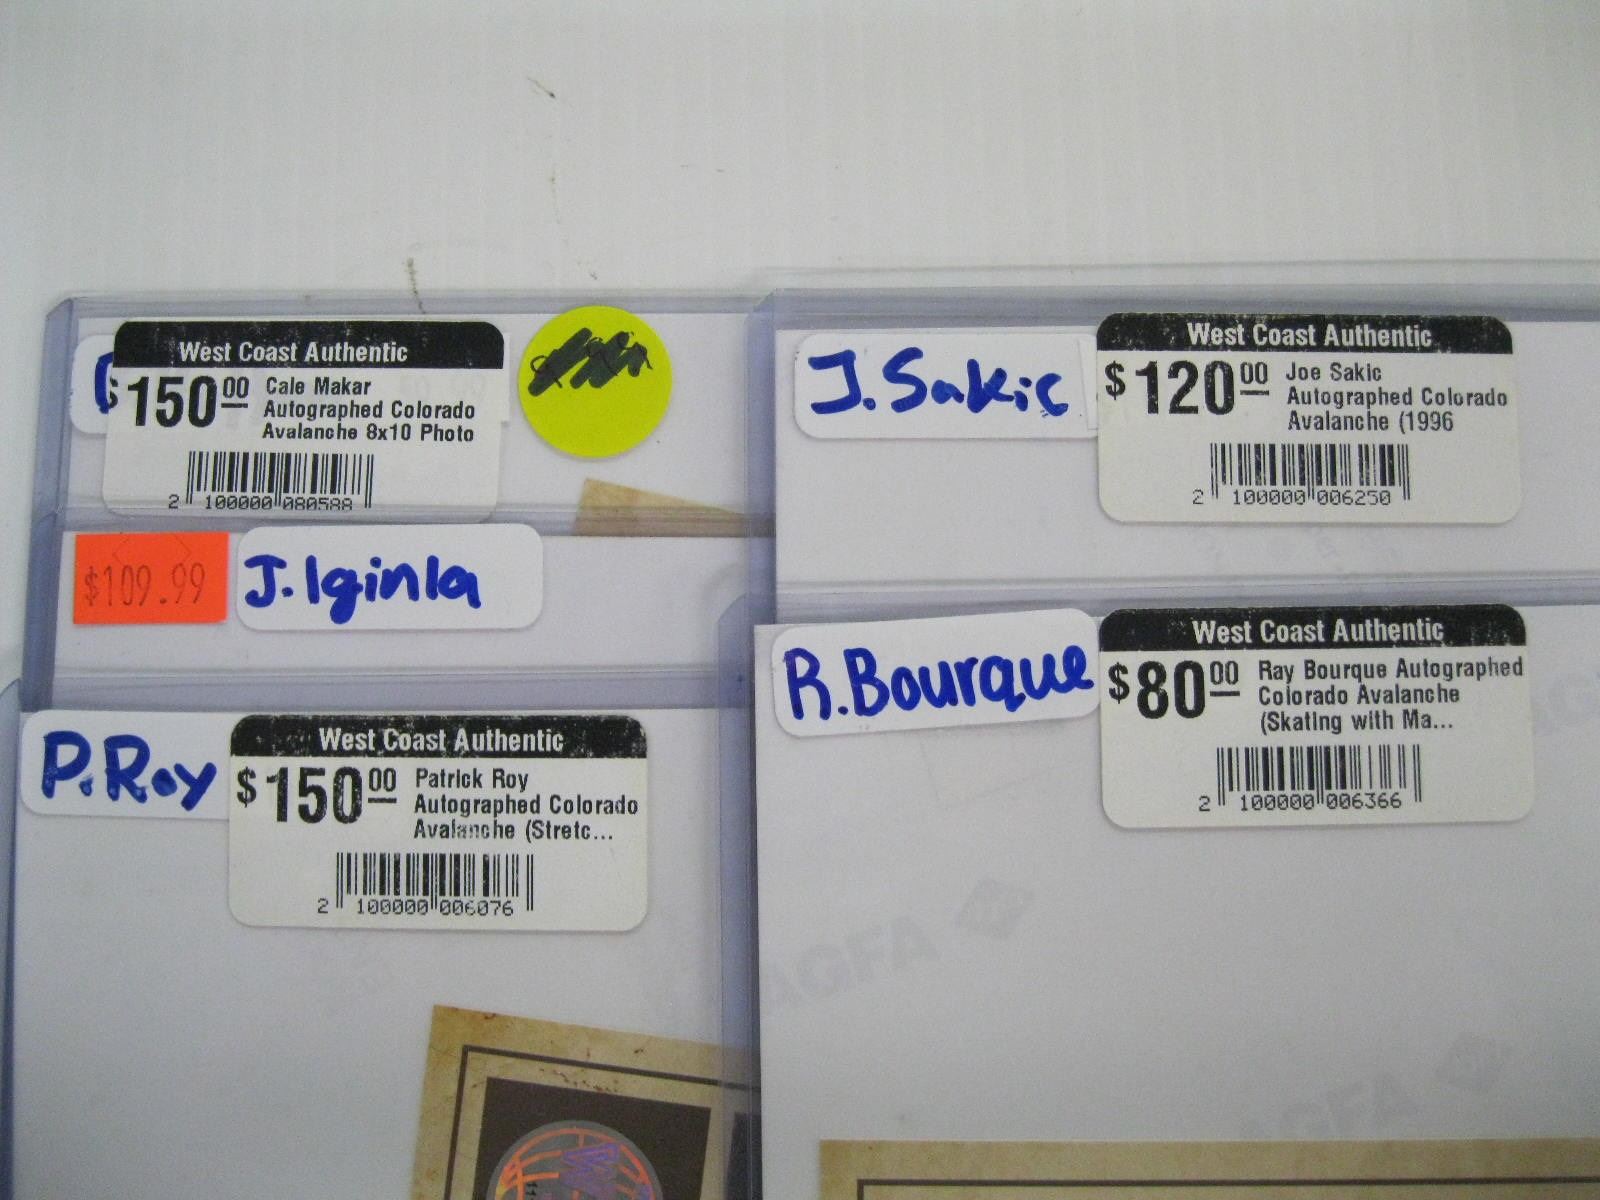 West Coast Authentic
$150.00 Cale Makar
Autographed Colorado
Avalanche 8x10 Photo
2 100000 080588
J. Sakic
West Coast Authentic
$120.00 Joe Sakic
Autographed Colorado
Avalanche (1996
2 100000 006250
$109.99
J. Iginla
R. Bourque
West Coast Authentic
$80.00 Ray Bourque Autographed
Colorado Avalanche
(Skating with Ma...
2 100000 006366
P. Roy
West Coast Authentic
$150.00 Patrick Roy
Autographed Colorado
Avalanche (Stretc...
2 100000 006076
AGFA
AGFA